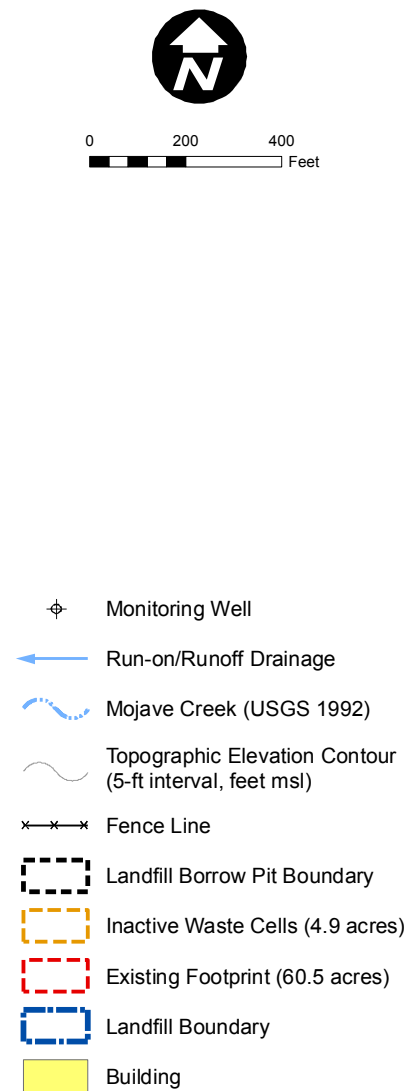 N
0 200 400
Feet
Monitoring Well
Run-on/Runoff Drainage
Mojave Creek (USGS 1992)
Topographic Elevation Contour
(5-ft interval, feet msl)
Fence Line
Landfill Borrow Pit Boundary
Inactive Waste Cells (4.9 acres)
Existing Footprint (60.5 acres)
Landfill Boundary
Building